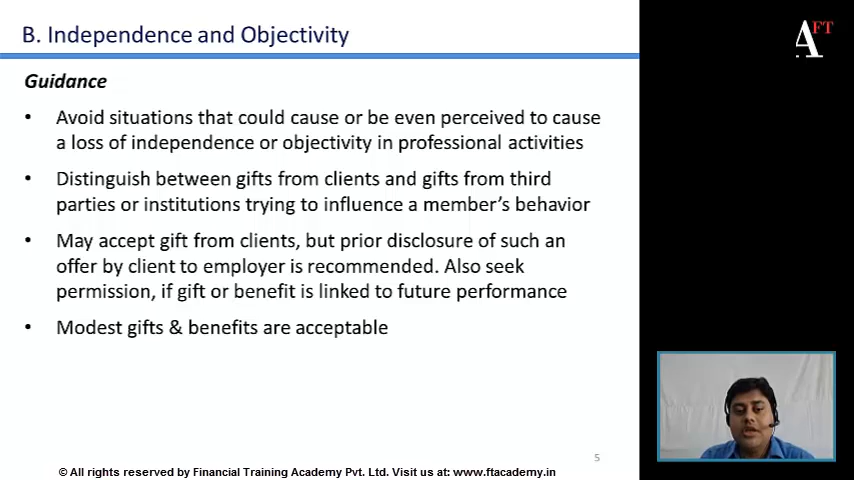 B. Independence and Objectivity
AFT
Guidance
• Avoid situations that could cause or be even perceived to cause
a loss of independence or objectivity in professional activities
• Distinguish between gifts from clients and gifts from third
parties or institutions trying to influence a member's behavior
• May accept gift from clients, but prior disclosure of such an
offer by client to employer is recommended. Also seek
permission, if gift or benefit is linked to future performance
• Modest gifts & benefits are acceptable
5
© All rights reserved by Financial Training Academy Pvt. Ltd. Visit us at: www.ftacademy.in